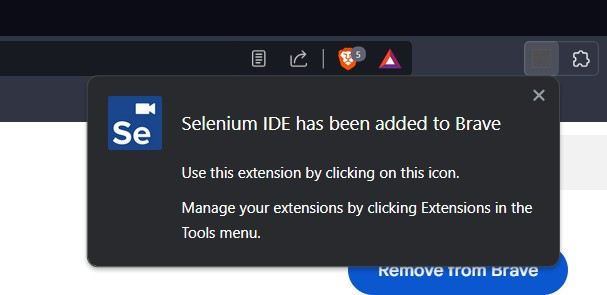 5
Se
Selenium IDE has been added to Brave
Use this extension by clicking on this icon.
Manage your extensions by clicking Extensions in the
Tools menu.
Remove from Brave